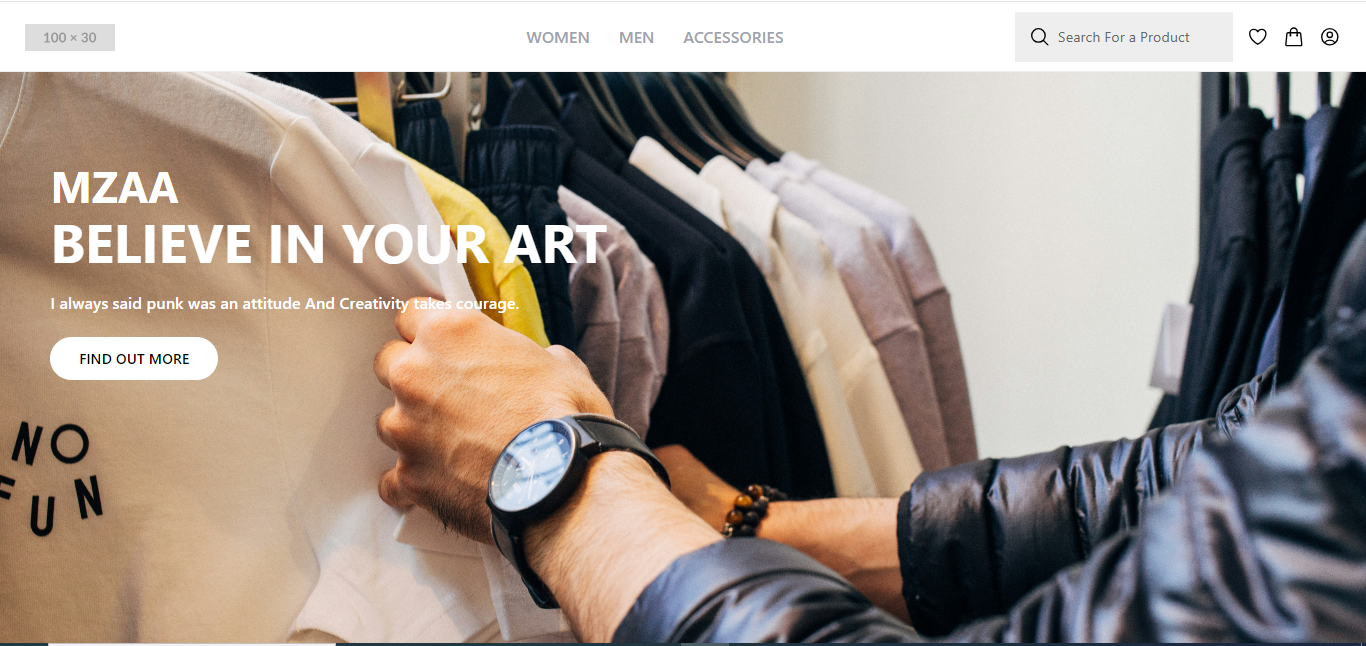 100 × 30
WOMEN MEN ACCESSORIES
Search For a Product
MZAA
BELIEVE IN YOUR ART
I always said punk was an attitude And Creativity takes courage.
FIND OUT MORE
NO
FUN